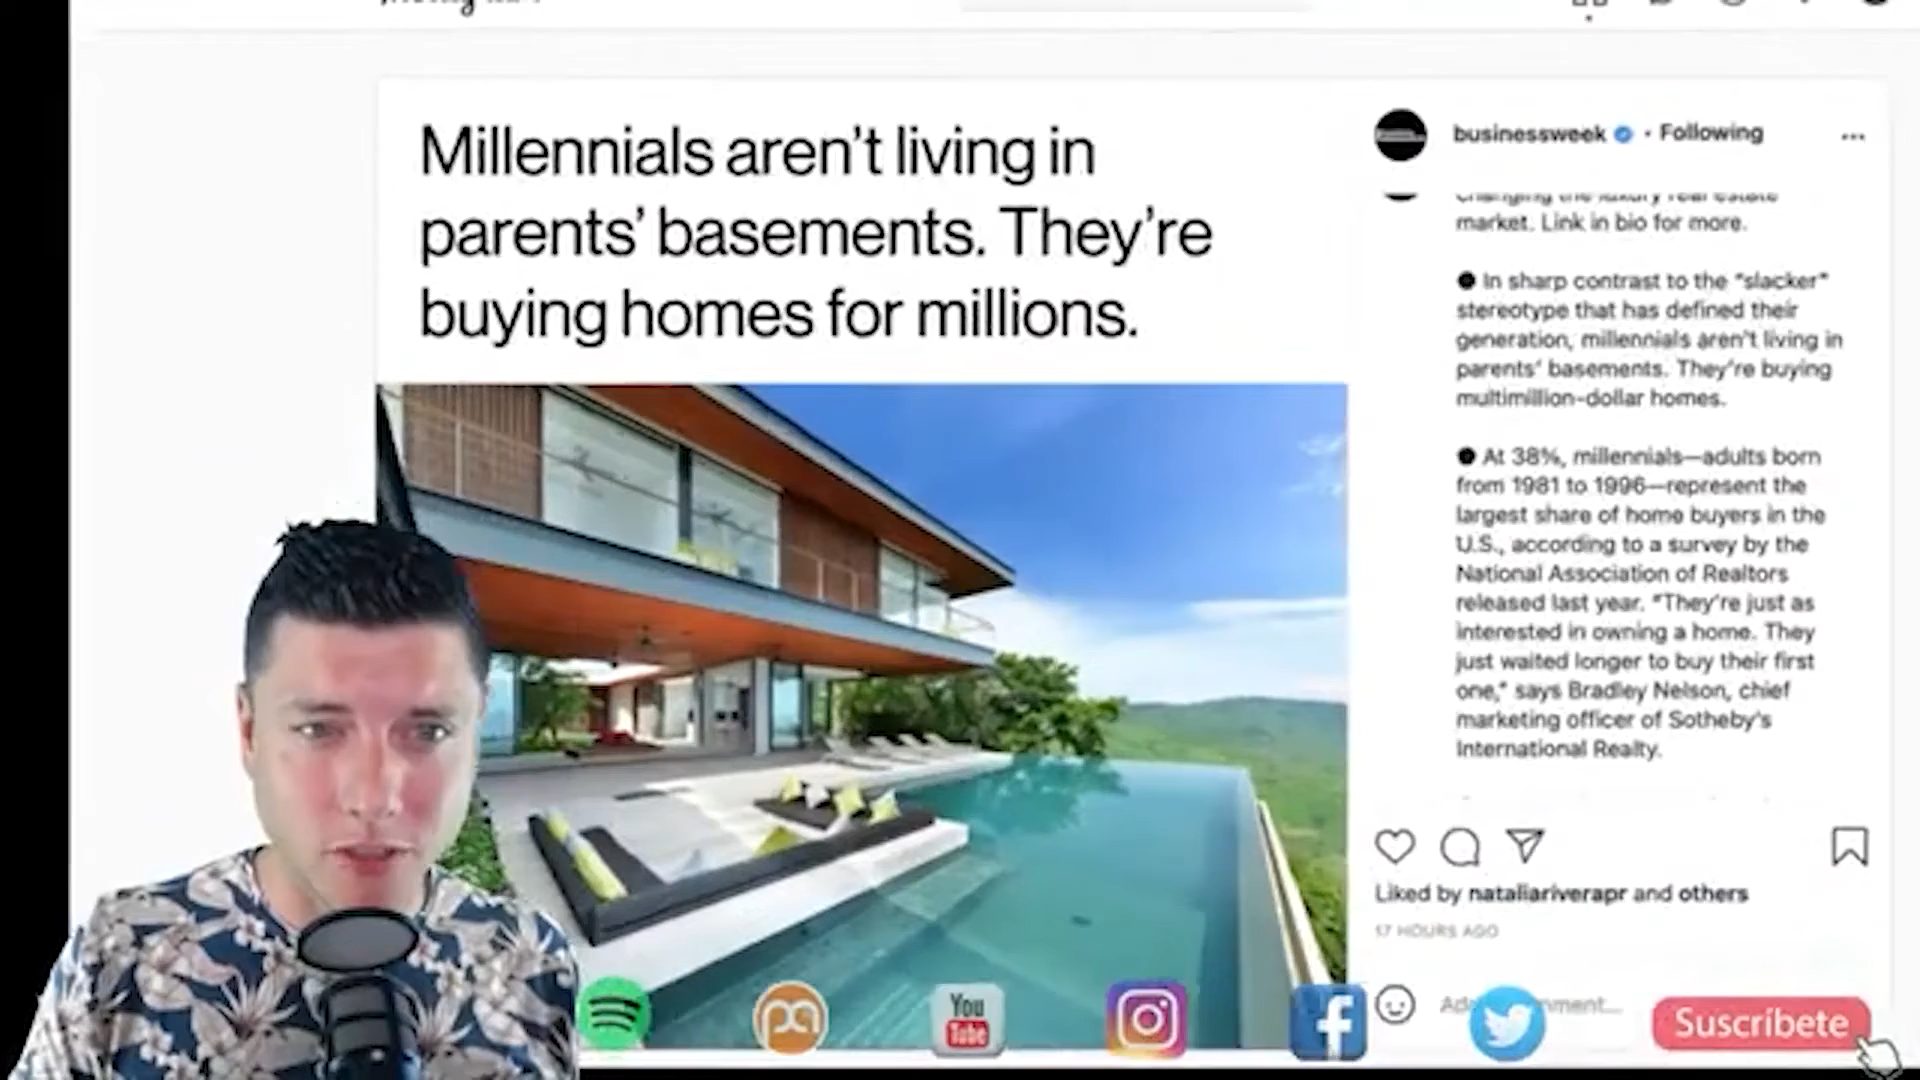 Millennials aren't living in
parents' basements. They're
buying homes for millions.
businessweek • Following
changing the luxury real estate
market. Link in bio for more.
● In sharp contrast to the "slacker"
stereotype that has defined their
generation, millennials aren't living in
parents' basements. They're buying
multimillion-dollar homes.
● At 38%, millennials—adults born
from 1981 to 1996—represent the
largest share of home buyers in the
U.S., according to a survey by the
National Association of Realtors
released last year. "They're just as
interested in owning a home. They
just waited longer to buy their first
one," says Bradley Nelson, chief
marketing officer of Sotheby's
International Realty.
Liked by nataliariverapr and others
17 HOURS AGO
You
Tube
Suscríbete